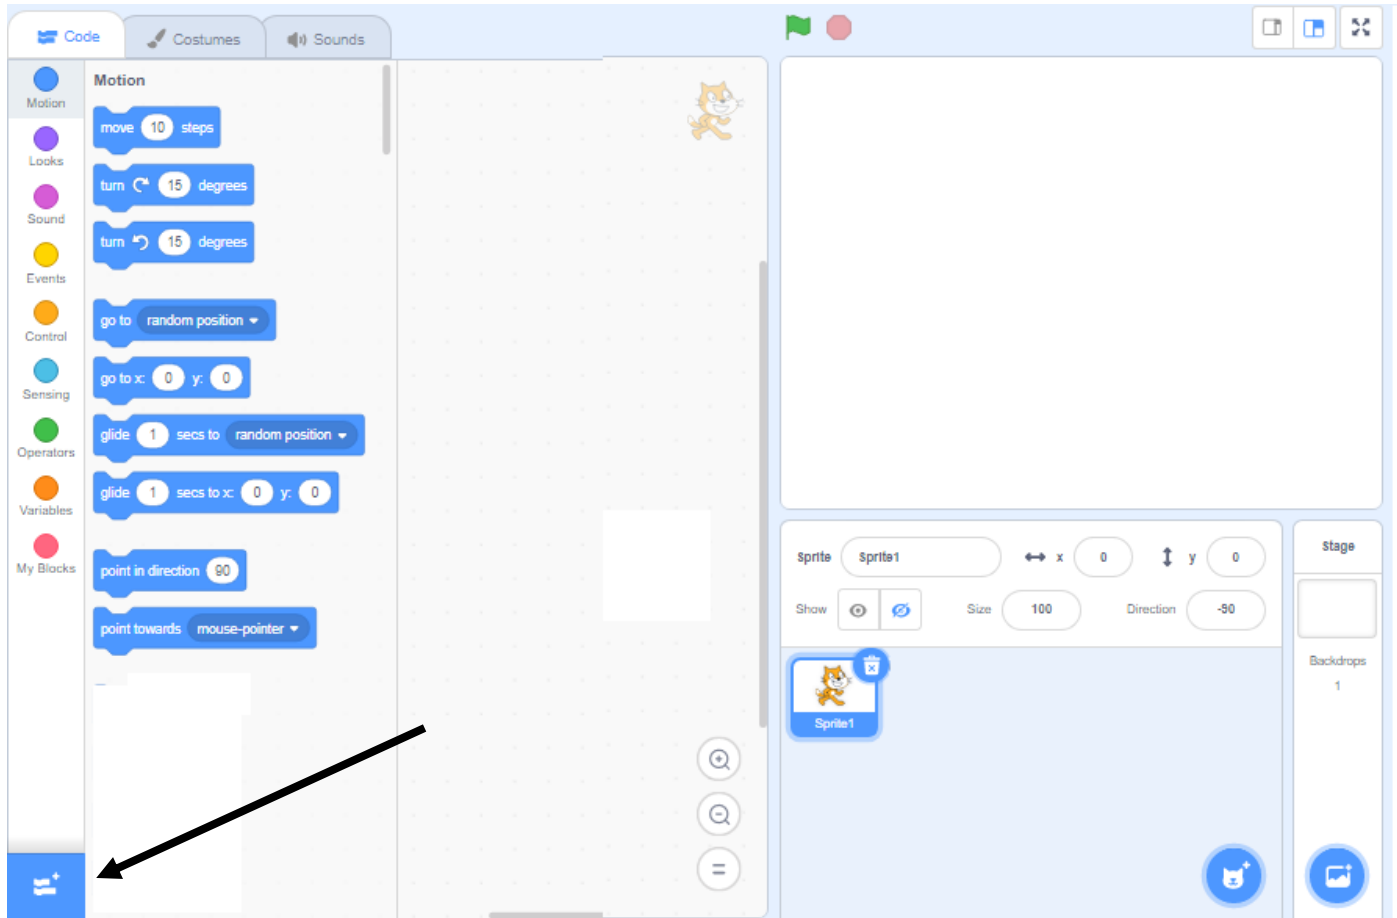 Code
Costumes
Sounds
Motion
Looks
Sound
Events
Control
Sensing
Operators
Variables
My Blocks
Motion
move 10 steps
turn 15 degrees
turn 15 degrees
go to random position
go to x: 0 y: 0
glide 1 secs to random position
glide 1 secs to x: 0 y: 0
point in direction 90
point towards mouse-pointer
Sprite Sprite1 x 0 y 0
Show Size 100 Direction -90
Sprite1
Stage
Backdrops
1